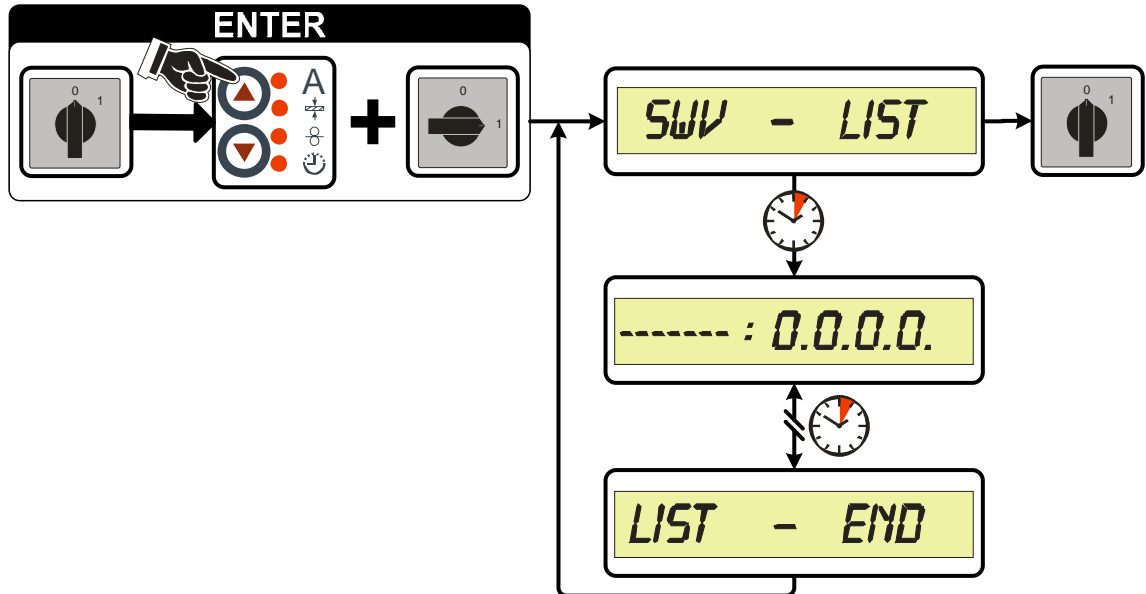 ENTER
0
1
A
0
1
SWV - LIST
0
1
------- : 0.0.0.0.
LIST - END